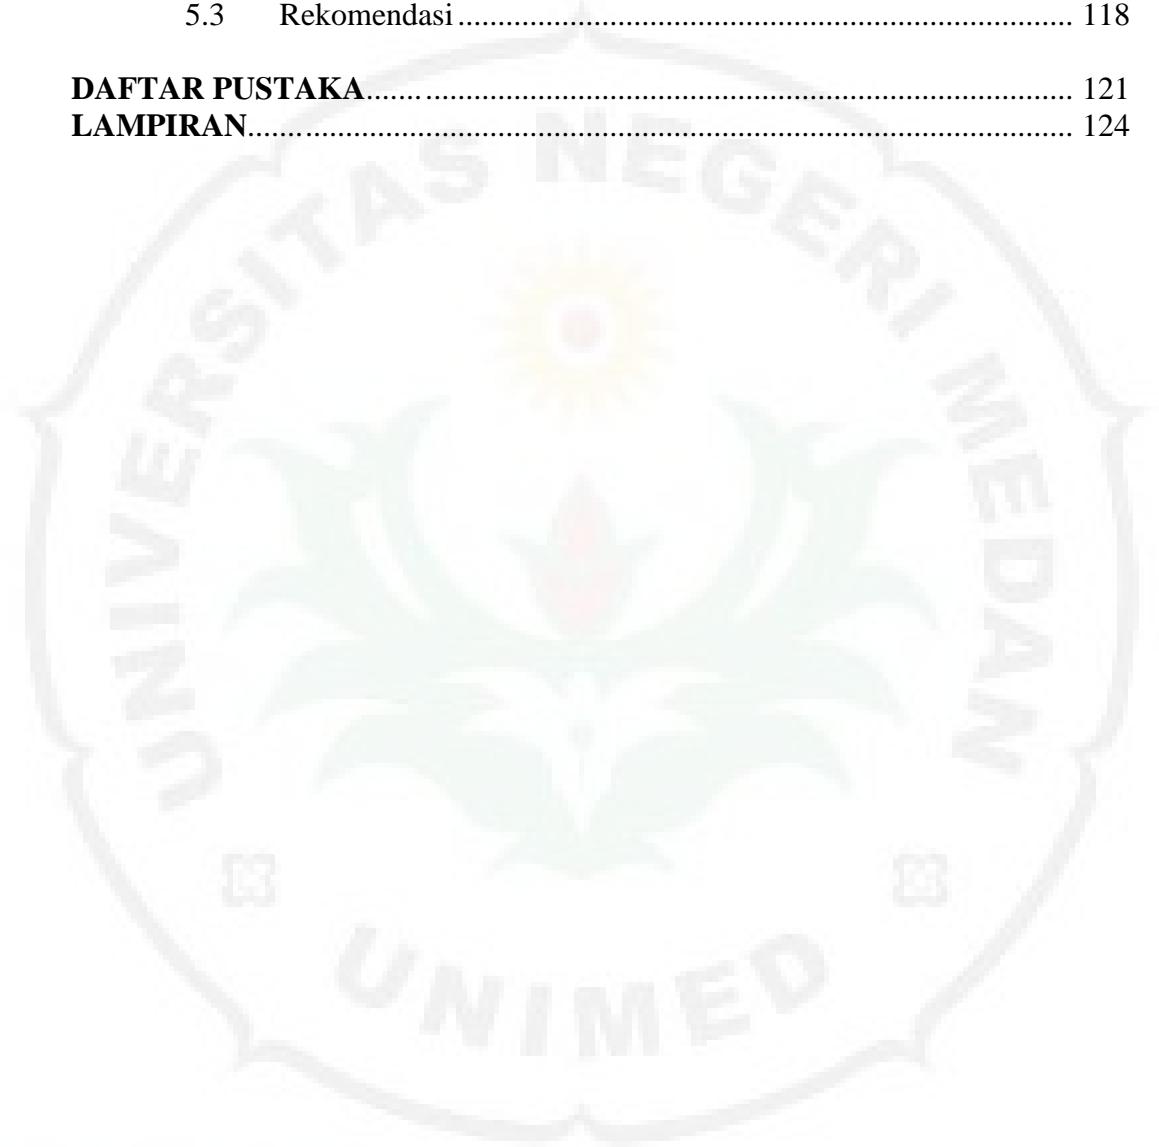 5.3 Rekomendasi ........................................................................... 118
DAFTAR PUSTAKA........................................................................................ 121
LAMPIRAN...................................................................................................... 124
UNIVERSITAS NEGERI MEDAN
UNIMED